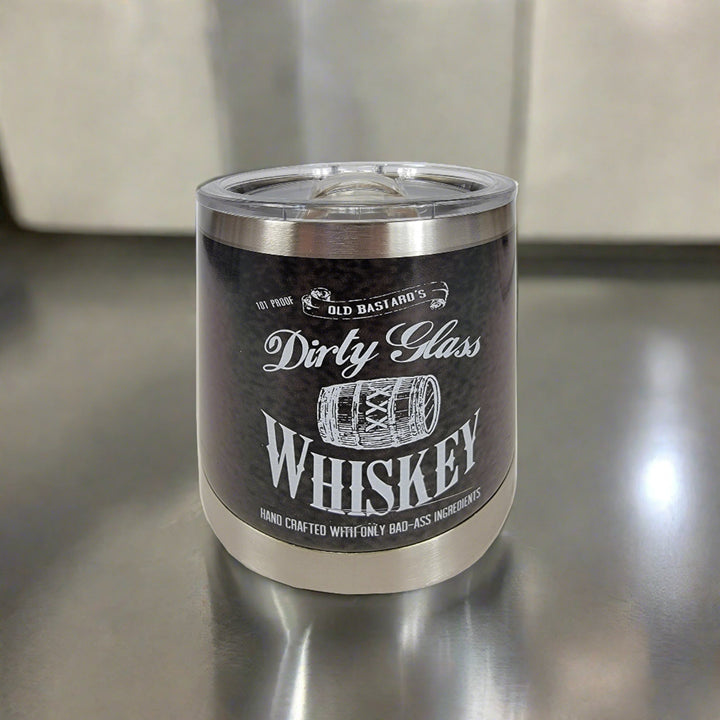 101 PROOF
OLD BASTARD'S
Dirty Glass
XXX
WHISKEY
HAND CRAFTED WITH ONLY BAD-ASS INGREDIENTS